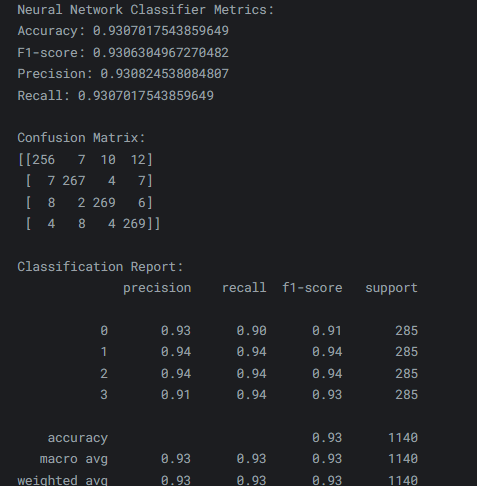 Neural Network Classifier Metrics:
Accuracy: 0.9307017543859649
F1-score: 0.9306304967270482
Precision: 0.930824538084807
Recall: 0.9307017543859649
Confusion Matrix:
[[256   7  10  12]
 [  7 267   4   7]
 [  8   2 269   6]
 [  4   8   4 269]]
Classification Report:
              precision    recall  f1-score   support
           0       0.93      0.90      0.91       285
           1       0.94      0.94      0.94       285
           2       0.94      0.94      0.94       285
           3       0.91      0.94      0.93       285
    accuracy                           0.93      1140
   macro avg       0.93      0.93      0.93      1140
weighted avg       0.93      0.93      0.93      1140